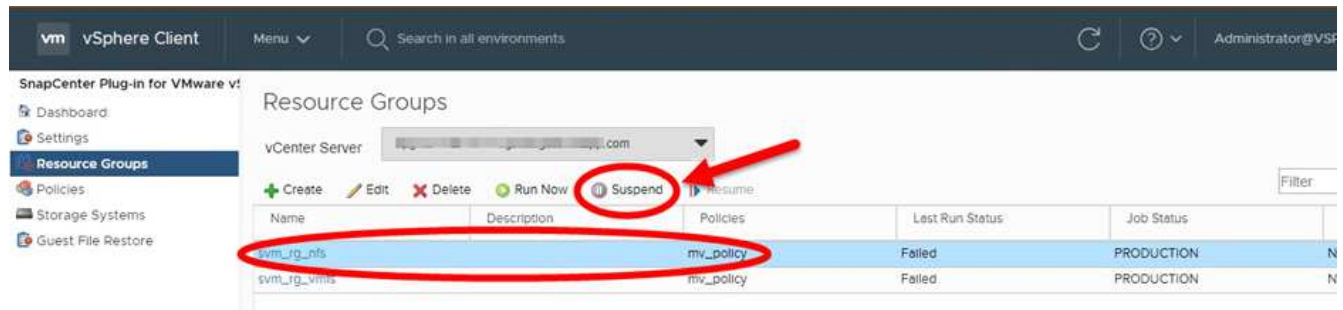 vm vSphere Client Menu Search in all environments Administrator@VSP
SnapCenter Plug-in for VMware vS
Dashboard
Settings
Resource Groups
Policies
Storage Systems
Guest File Restore
Resource Groups
vCenter Server .com
Create Edit Delete Run Now Suspend Resume Filter
Name Description Policies Last Run Status Job Status
svm_rg_nfs mv_policy Failed PRODUCTION N
svm_rg_vmfs mv_policy Failed PRODUCTION N